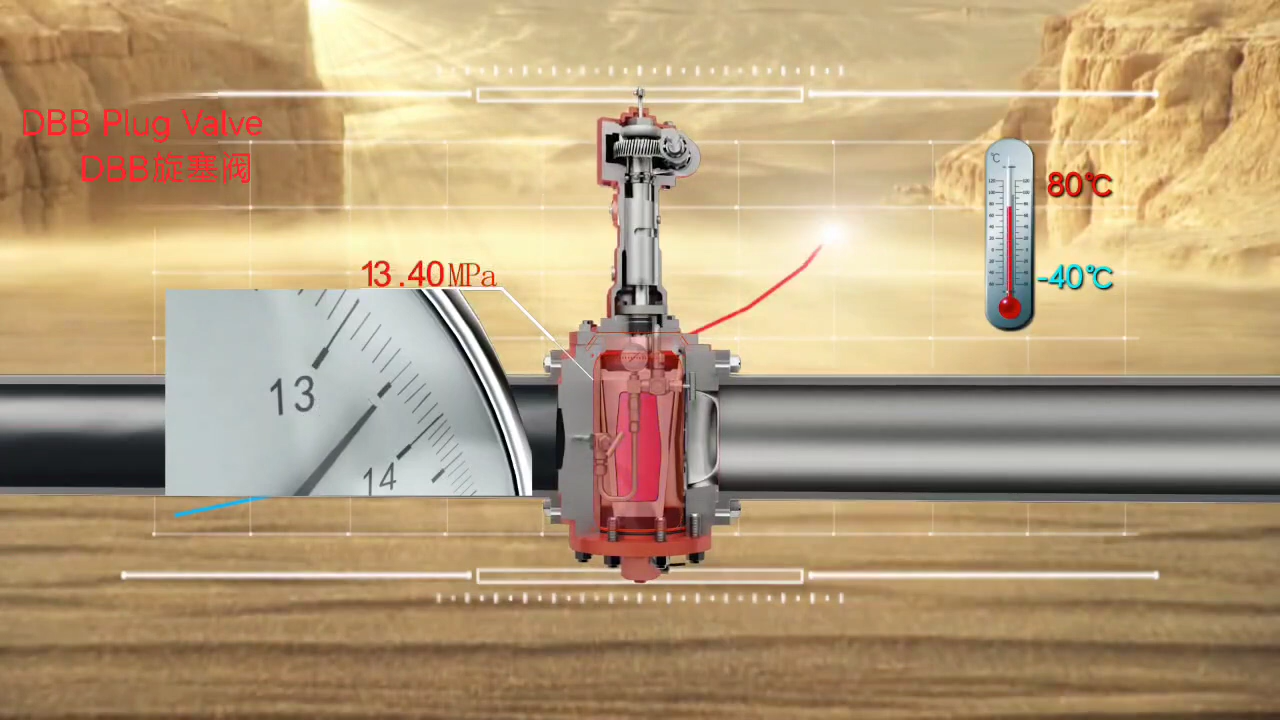 DBB Plug Valve
DBB旋塞阀
13.40MPa
13
14
℃
80℃
-40℃